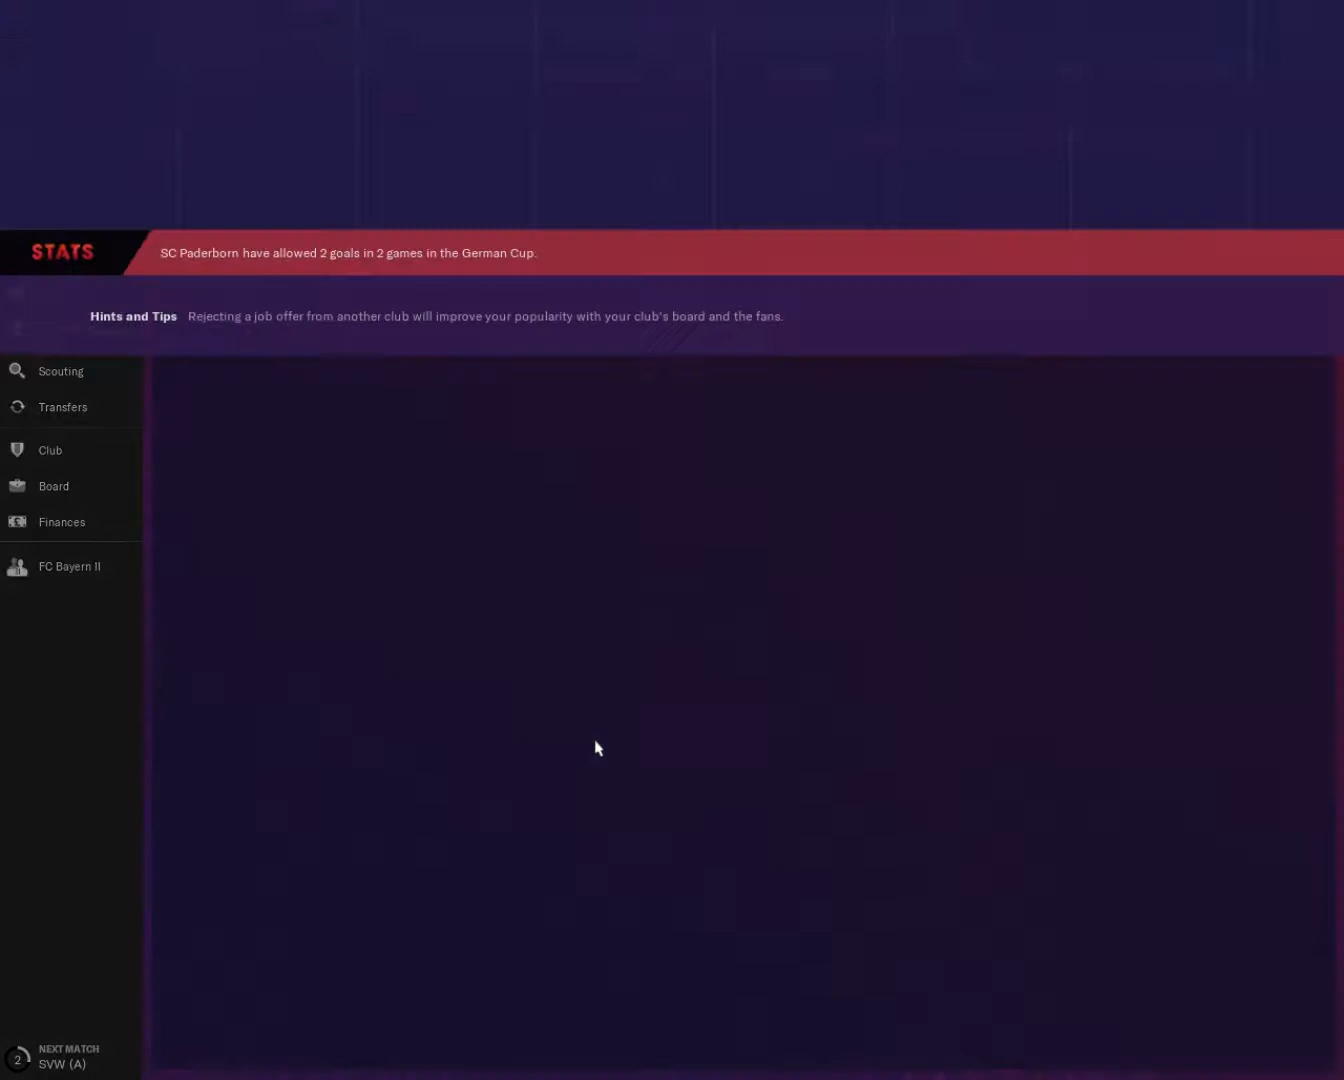 STATS
SC Paderborn have allowed 2 goals in 2 games in the German Cup.
Hints and Tips Rejecting a job offer from another club will improve your popularity with your club's board and the fans.
Scouting
Transfers
Club
Board
Finances
FC Bayern II
2
NEXT MATCH
SVW (A)